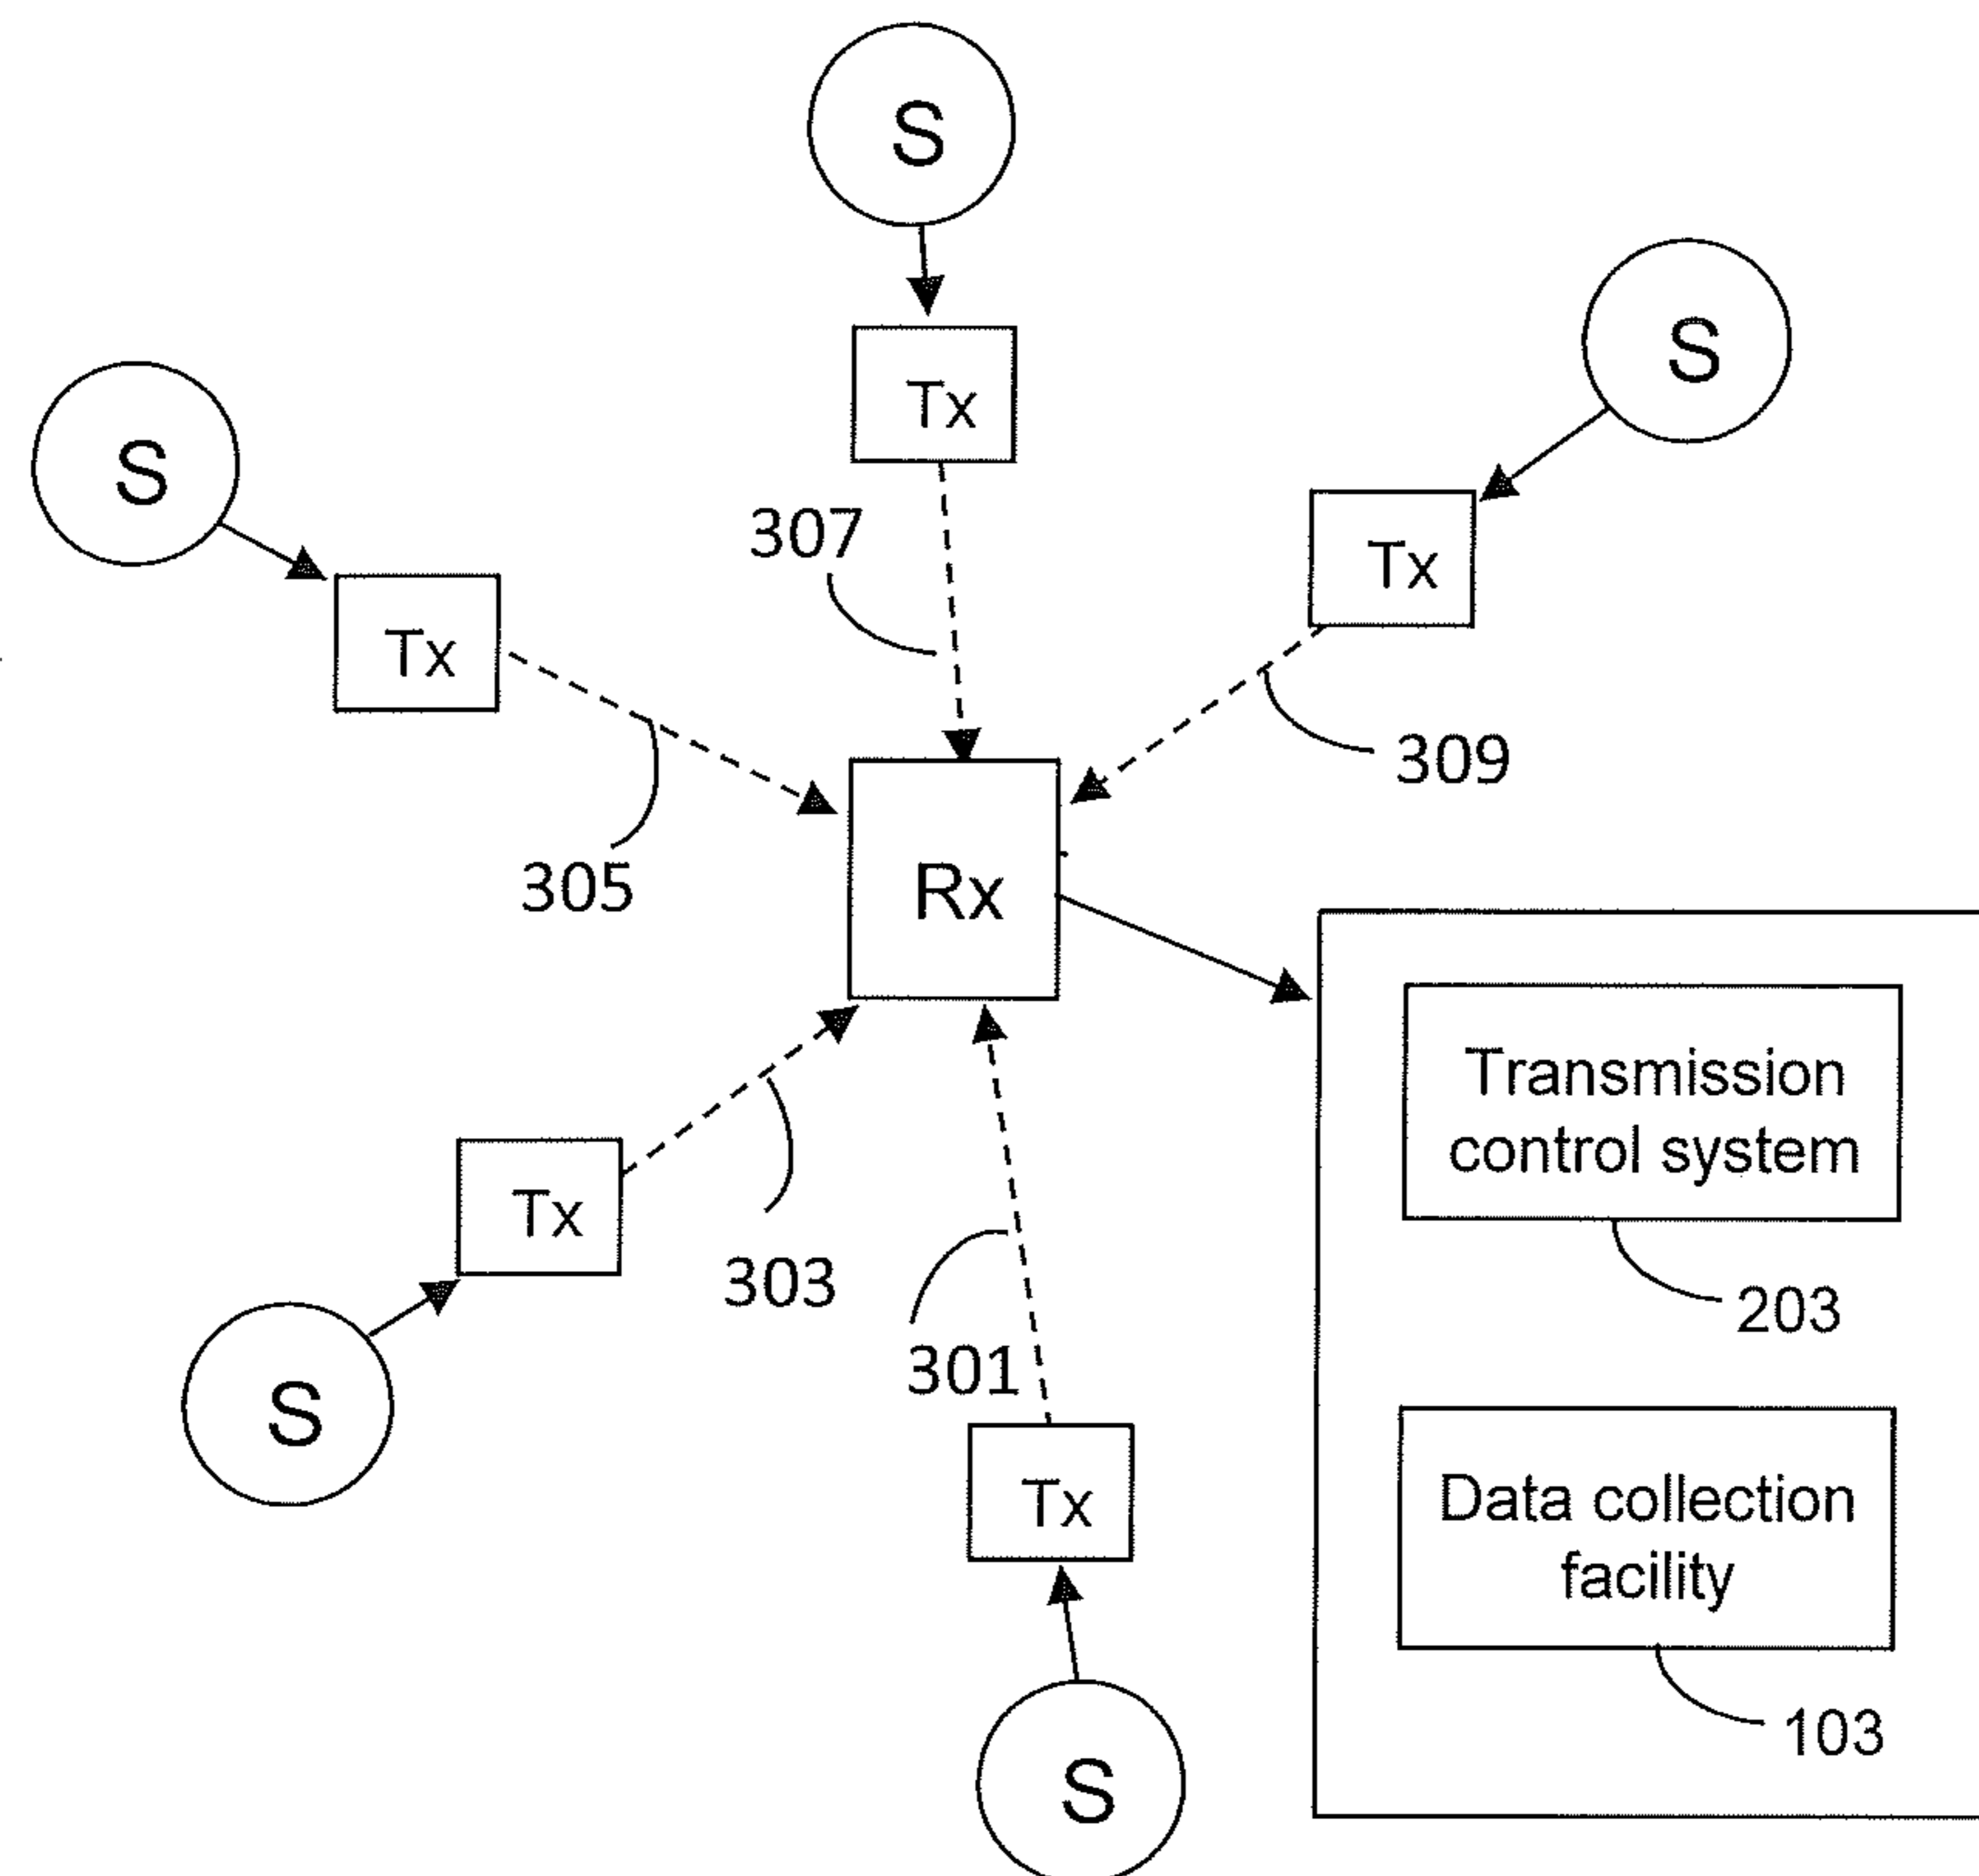 S
S
Tx
S
307
Tx
Tx
309
305
Rx
Transmission
control system
Tx
303
203
301
S
Data collection
Tx
facility
103
S